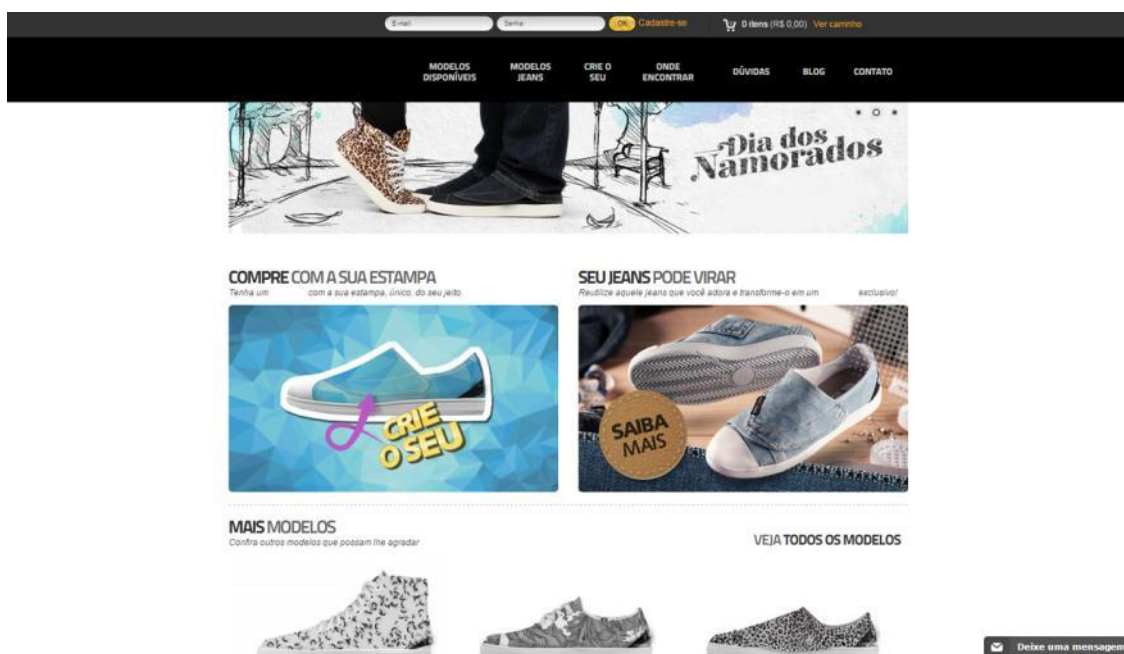 E-mail
Senha
OK
Cadastre-se
0 itens (R$ 0,00) Ver carrinho
MODELOS
DISPONÍVEIS
MODELOS
JEANS
CRIE O
SEU
ONDE
ENCONTRAR
DÚVIDAS
BLOG
CONTATO
Dia dos
Namorados
COMPRE COM A SUA ESTAMPA
Tenha um com a sua estampa, único, do seu jeito.
CRIE
O SEU
SEU JEANS PODE VIRAR
Reutilize aquele jeans que você adora e transforme-o em um exclusivo!
SAIBA
MAIS
MAIS MODELOS
Confira outros modelos que possam lhe agradar
VEJA TODOS OS MODELOS
Deixe uma mensagem